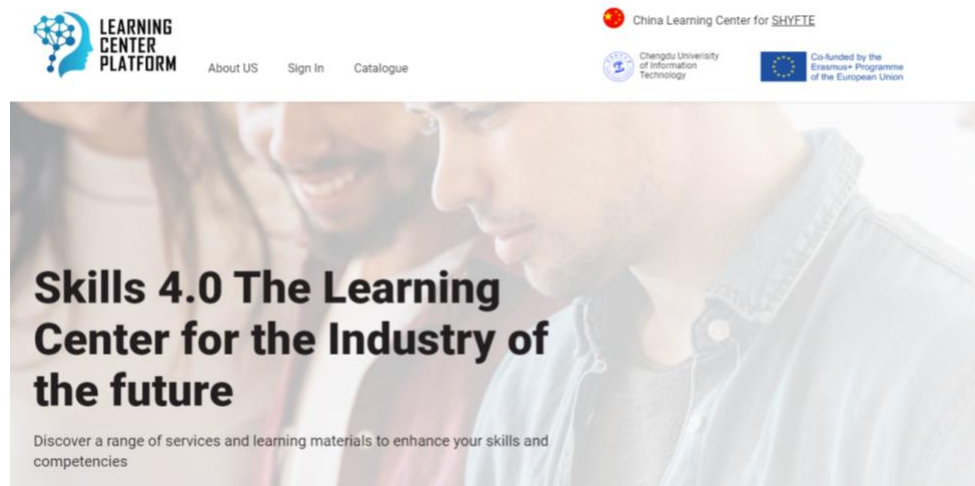 LEARNING
CENTER
PLATFORM
About US
Sign In
Catalogue
China Learning Center for SHYFTE
Chengdu Univerisity
of Information
Technology
Co-funded by the
Erasmus+ Programme
of the European Union
Skills 4.0 The Learning
Center for the Industry of
the future
Discover a range of services and learning materials to enhance your skills and
competencies